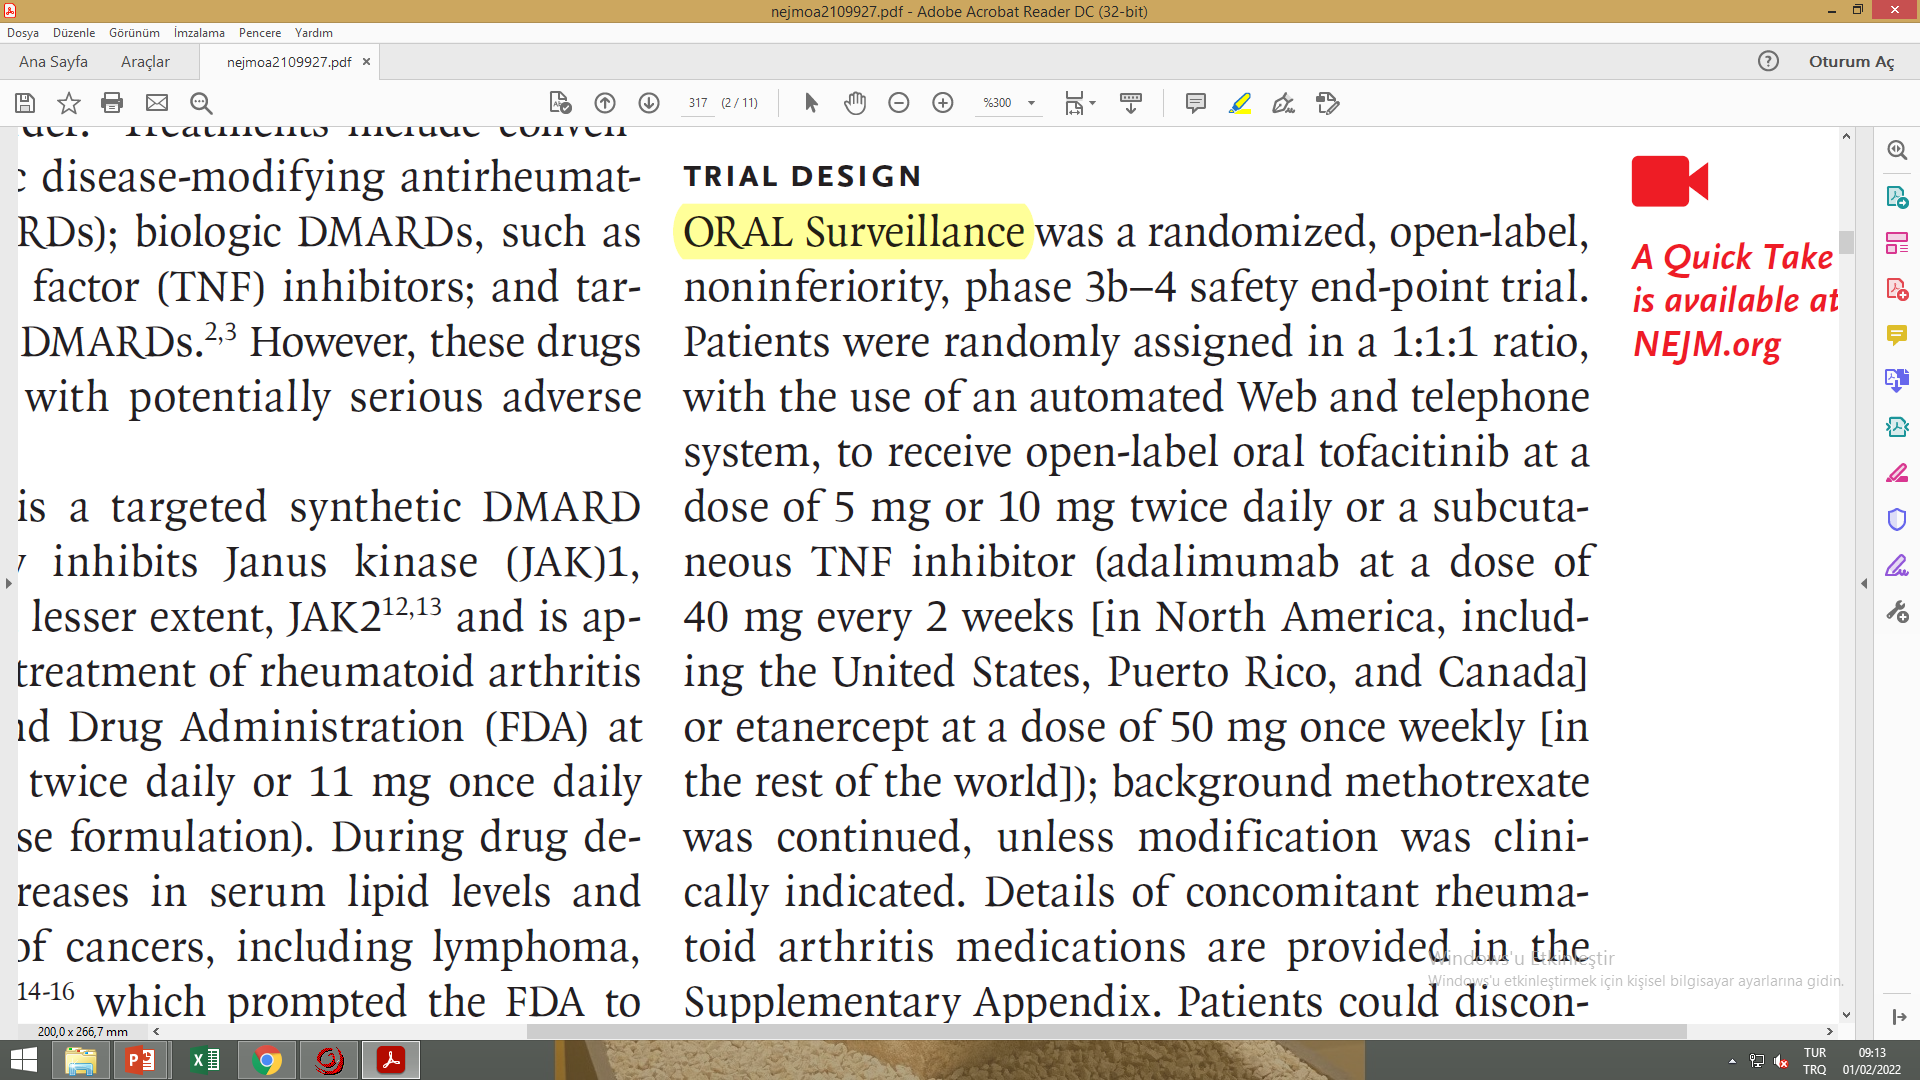 nejmoa2109927.pdf - Adobe Acrobat Reader DC (32-bit)
Dosya Düzenle Görünüm İmzalama Pencere Yardım
Ana Sayfa Araçlar nejmoa2109927.pdf × Oturum Aç
317 (2 / 11) %300
der. Treatments include conven
c disease-modifying antirheumat-
RDs); biologic DMARDs, such as
factor (TNF) inhibitors; and tar-
DMARDs.2,3 However, these drugs
with potentially serious adverse
is a targeted synthetic DMARD
y inhibits Janus kinase (JAK)1,
lesser extent, JAK212,13 and is ap-
treatment of rheumatoid arthritis
nd Drug Administration (FDA) at
twice daily or 11 mg once daily
se formulation). During drug de-
reases in serum lipid levels and
of cancers, including lymphoma,
14-16 which prompted the FDA to
TRIAL DESIGN
ORAL Surveillance was a randomized, open-label,
noninferiority, phase 3b–4 safety end-point trial.
Patients were randomly assigned in a 1:1:1 ratio,
with the use of an automated Web and telephone
system, to receive open-label oral tofacitinib at a
dose of 5 mg or 10 mg twice daily or a subcuta-
neous TNF inhibitor (adalimumab at a dose of
40 mg every 2 weeks [in North America, includ-
ing the United States, Puerto Rico, and Canada]
or etanercept at a dose of 50 mg once weekly [in
the rest of the world]); background methotrexate
was continued, unless modification was clini-
cally indicated. Details of concomitant rheuma-
toid arthritis medications are provided in the
Supplementary Appendix. Patients could discon-
A Quick Take
is available at
NEJM.org
Windows'u Etkinleştir
Windows'u etkinleştirmek için kişisel bilgisayar ayarlarına gidin.
200,0 x 266,7 mm
TUR
TRQ
09:13
01/02/2022